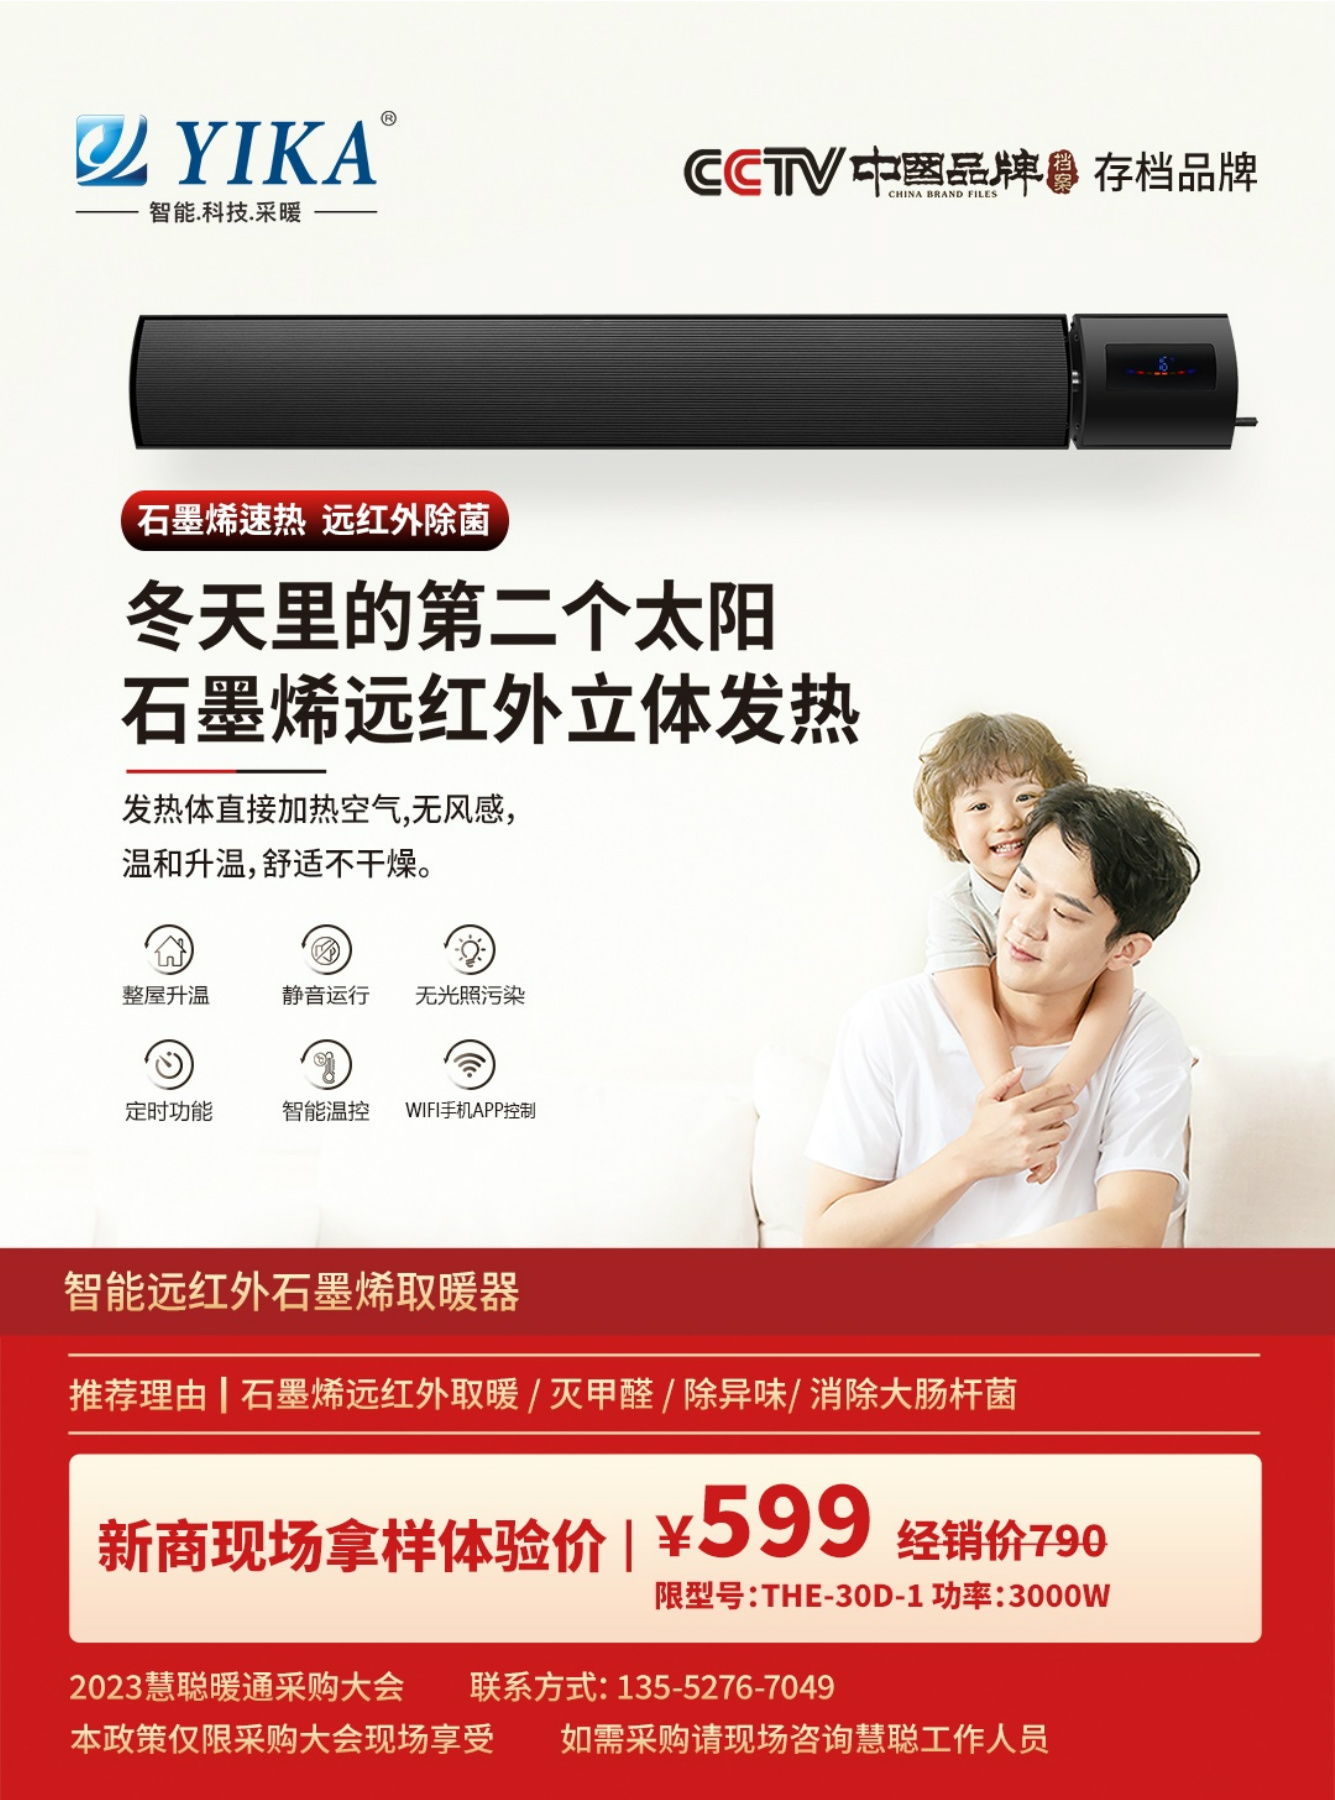 YIKA®
智能.科技.采暖
CCTV中國品牌档案 存档品牌
CHINA BRAND FILES
石墨烯速热 远红外除菌
冬天里的第二个太阳
石墨烯远红外立体发热
发热体直接加热空气,无风感，
温和升温，舒适不干燥。
整屋升温 静音运行 无光照污染
定时功能 智能温控 WIFI手机APP控制
智能远红外石墨烯取暖器
推荐理由 | 石墨烯远红外取暖 / 灭甲醛 / 除异味/ 消除大肠杆菌
新商现场拿样体验价 | ¥599 经销价790
限型号：THE-30D-1 功率：3000W
2023慧聪暖通采购大会 联系方式：135-5276-7049
本政策仅限采购大会现场享受 如需采购请现场咨询慧聪工作人员